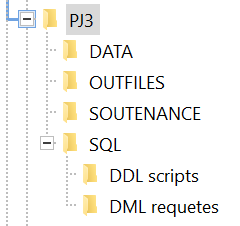 PJ3
DATA
OUTFILES
SOUTENANCE
SQL
DDL scripts
DML requetes